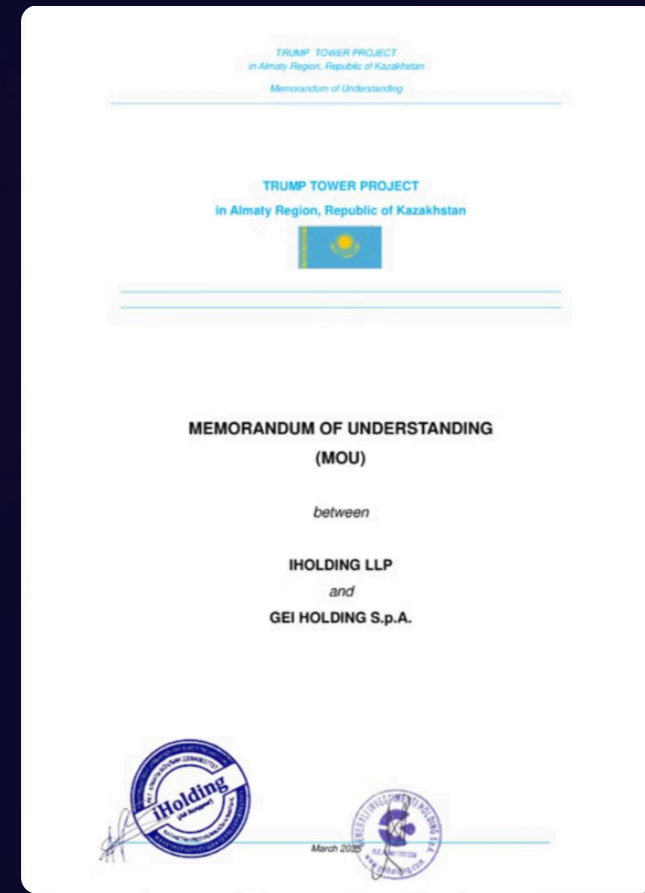 TRUMP TOWER PROJECT
in Almaty Region, Republic of Kazakhstan
Memorandum of Understanding
TRUMP TOWER PROJECT
in Almaty Region, Republic of Kazakhstan
MEMORANDUM OF UNDERSTANDING
(MOU)
between
IHOLDING LLP
and
GEI HOLDING S.p.A.
iHolding
March 2025